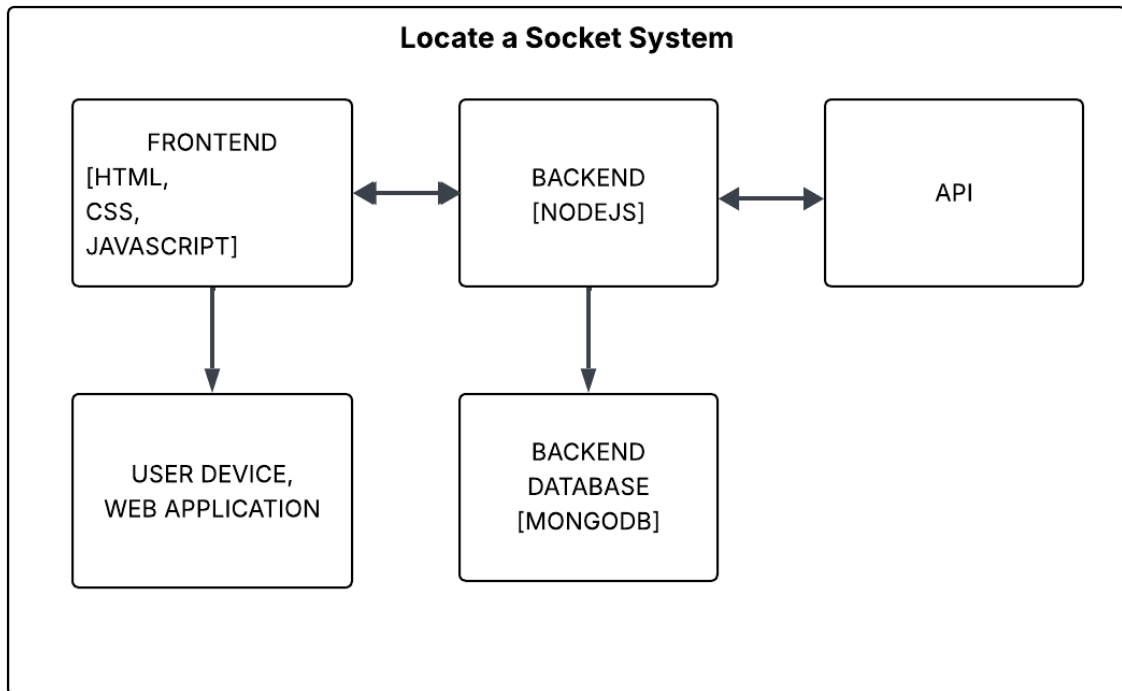 Locate a Socket System
FRONTEND
[HTML,
CSS,
JAVASCRIPT]
BACKEND
[NODEJS]
API
USER DEVICE,
WEB APPLICATION
BACKEND
DATABASE
[MONGODB]